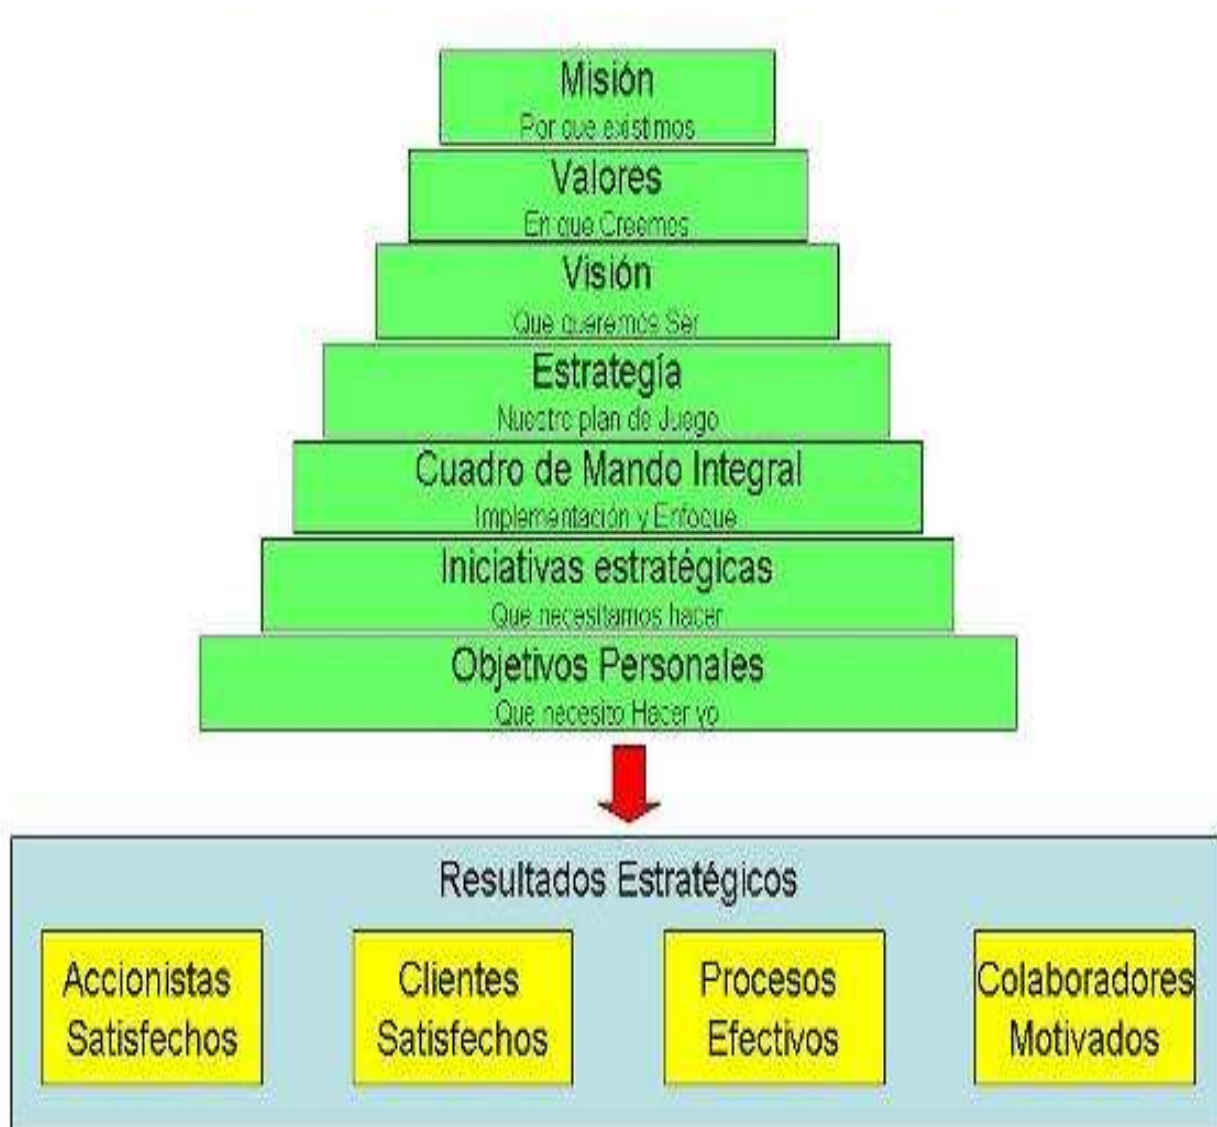 Misión
Por que existimos
Valores
En que Creemos
Visión
Que queremos Ser
Estrategía
Nuestro plan de Juego
Cuadro de Mando Integral
Implementación y Enfoque
Iniciativas estratégicas
Que necesitamos hacer
Objetivos Personales
Que necesito Hacer yo
Resultados Estratégicos
Accionistas
Satisfechos
Clientes
Satisfechos
Procesos
Efectivos
Colaboradores
Motivados